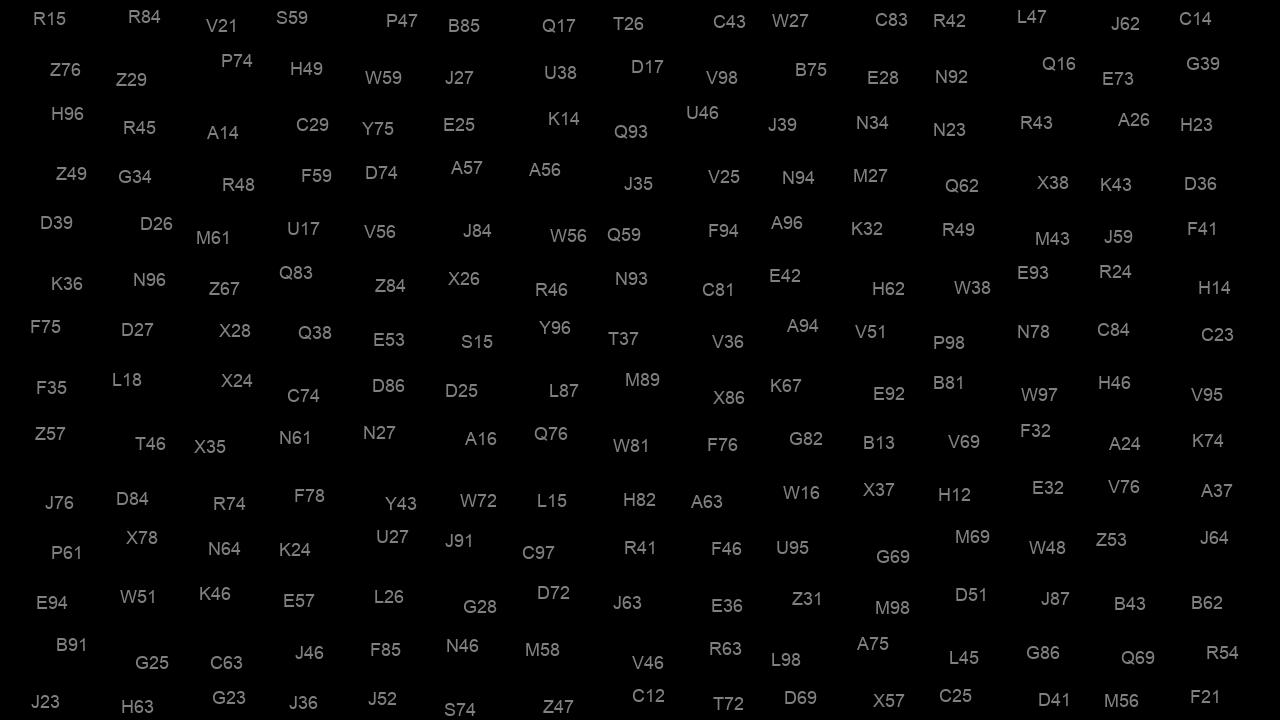 R15 R84 V21 S59 P47 B85 Q17 T26 C43 W27 C83 R42 L47 J62 C14
Z76 Z29 P74 H49 W59 J27 U38 D17 V98 B75 E28 N92 Q16 E73 G39
H96 R45 A14 C29 Y75 E25 K14 Q93 U46 J39 N34 N23 R43 A26 H23
Z49 G34 R48 F59 D74 A57 A56 J35 V25 N94 M27 Q62 X38 K43 D36
D39 D26 M61 U17 V56 J84 W56 Q59 F94 A96 K32 R49 M43 J59 F41
K36 N96 Z67 Q83 Z84 X26 R46 N93 C81 E42 H62 W38 E93 R24 H14
F75 D27 X28 Q38 E53 S15 Y96 T37 V36 A94 V51 P98 N78 C84 C23
F35 L18 X24 C74 D86 D25 L87 M89 X86 K67 E92 B81 W97 H46 V95
Z57 T46 X35 N61 N27 A16 Q76 W81 F76 G82 B13 V69 F32 A24 K74
J76 D84 R74 F78 Y43 W72 L15 H82 A63 W16 X37 H12 E32 V76 A37
P61 X78 N64 K24 U27 J91 C97 R41 F46 U95 G69 M69 W48 Z53 J64
E94 W51 K46 E57 L26 G28 D72 J63 E36 Z31 M98 D51 J87 B43 B62
B91 G25 C63 J46 F85 N46 M58 V46 R63 L98 A75 L45 G86 Q69 R54
J23 H63 G23 J36 J52 S74 Z47 C12 T72 D69 X57 C25 D41 M56 F21